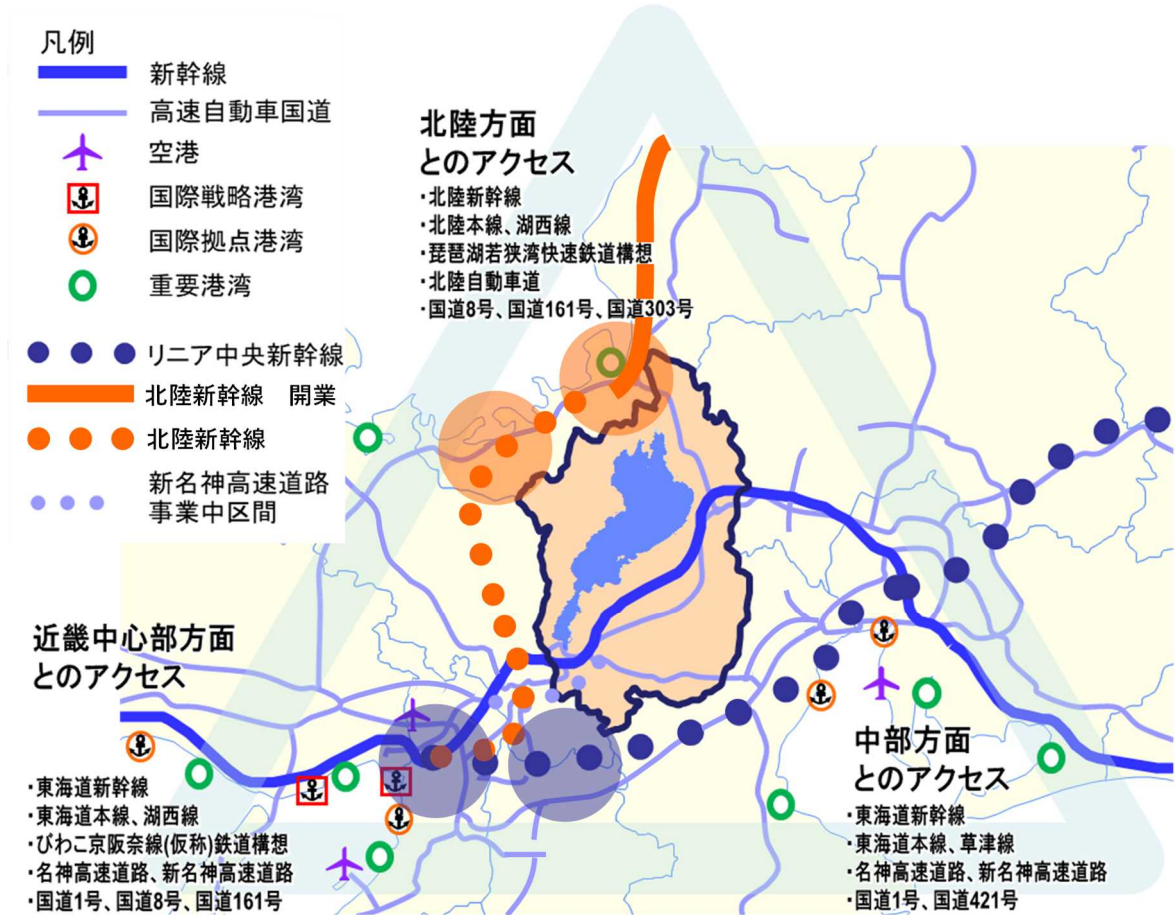 凡例
新幹線
高速自動車国道
空港
国際戦略港湾
国際拠点港湾
重要港湾
リニア中央新幹線
北陸新幹線　開業
北陸新幹線
新名神高速道路
事業中区間
北陸方面
とのアクセス
・北陸新幹線
・北陸本線、湖西線
・琵琶湖若狭湾快速鉄道構想
・北陸自動車道
・国道8号、国道161号、国道303号
近畿中心部方面
とのアクセス
・東海道新幹線
・東海道本線、湖西線
・びわこ京阪奈線(仮称)鉄道構想
・名神高速道路、新名神高速道路
・国道1号、国道8号、国道161号
中部方面
とのアクセス
・東海道新幹線
・東海道本線、草津線
・名神高速道路、新名神高速道路
・国道1号、国道421号